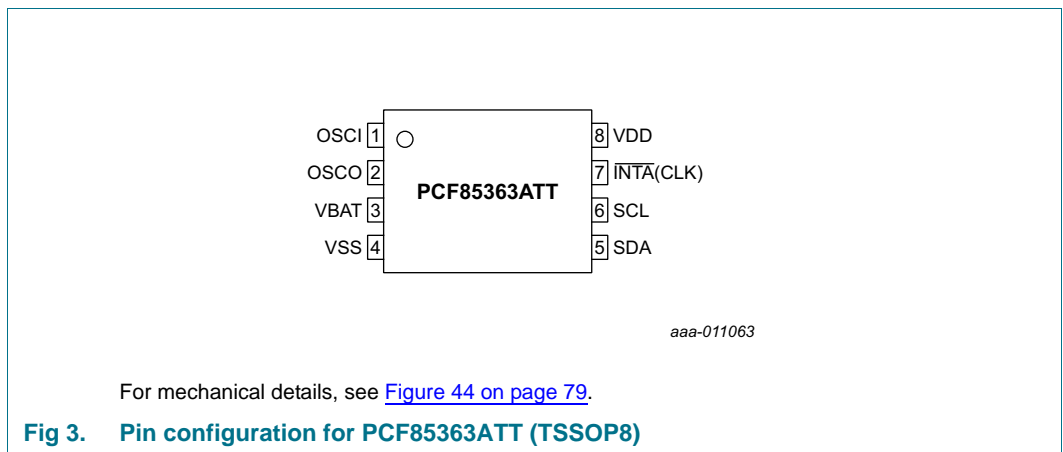 OSCI 1 8 VDD
OSCO 2 7 INTA(CLK)
PCF85363ATT
VBAT 3 6 SCL
VSS 4 5 SDA
aaa-011063
For mechanical details, see Figure 44 on page 79.
Fig 3. Pin configuration for PCF85363ATT (TSSOP8)